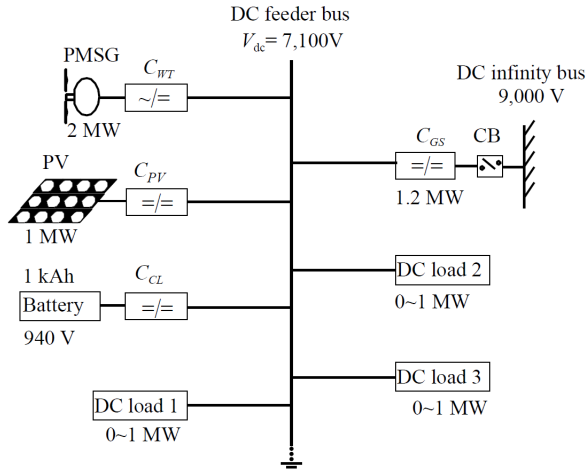 DC feeder bus
V_dc = 7,100V
PMSG
C_WT
~/=
2 MW
DC infinity bus
9,000 V
C_GS
CB
=/=
1.2 MW
PV
C_PV
=/=
1 MW
1 kAh
C_CL
Battery
=/=
940 V
DC load 2
0~1 MW
DC load 1
0~1 MW
DC load 3
0~1 MW